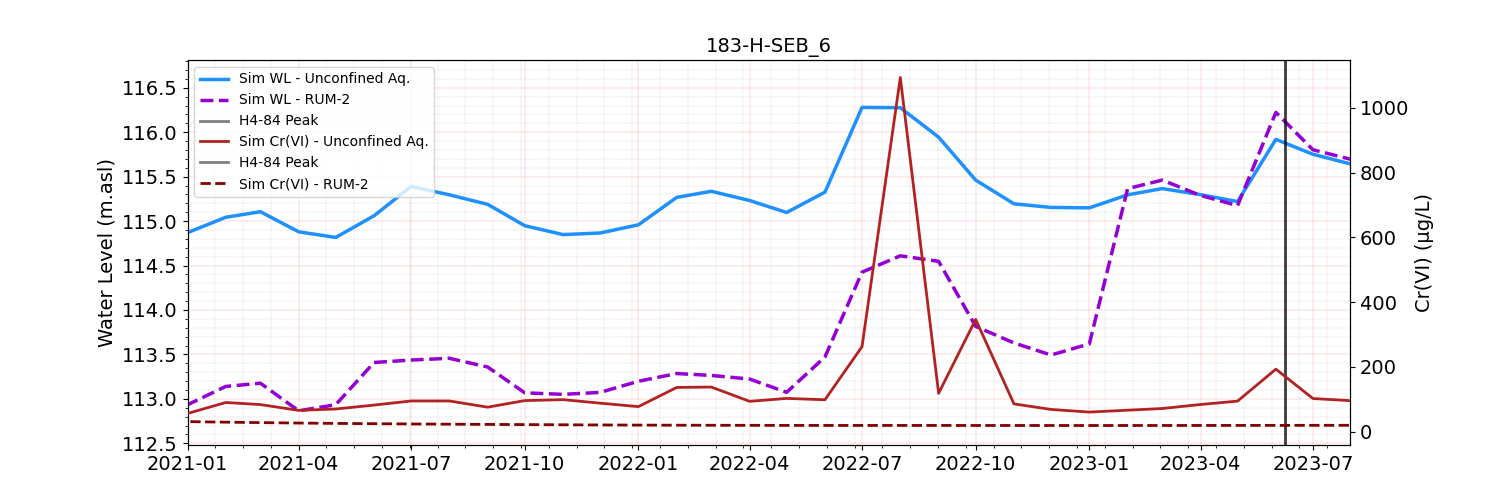 183-H-SEB_6
Sim WL - Unconfined Aq.
Sim WL - RUM-2
H4-84 Peak
Sim Cr(VI) - Unconfined Aq.
H4-84 Peak
Sim Cr(VI) - RUM-2
Water Level (m.asl)
116.5
116.0
115.5
115.0
114.5
114.0
113.5
113.0
112.5
1000
800
600
400
200
0
Cr(VI) (µg/L)
2021-01 2021-04 2021-07 2021-10 2022-01 2022-04 2022-07 2022-10 2023-01 2023-04 2023-07